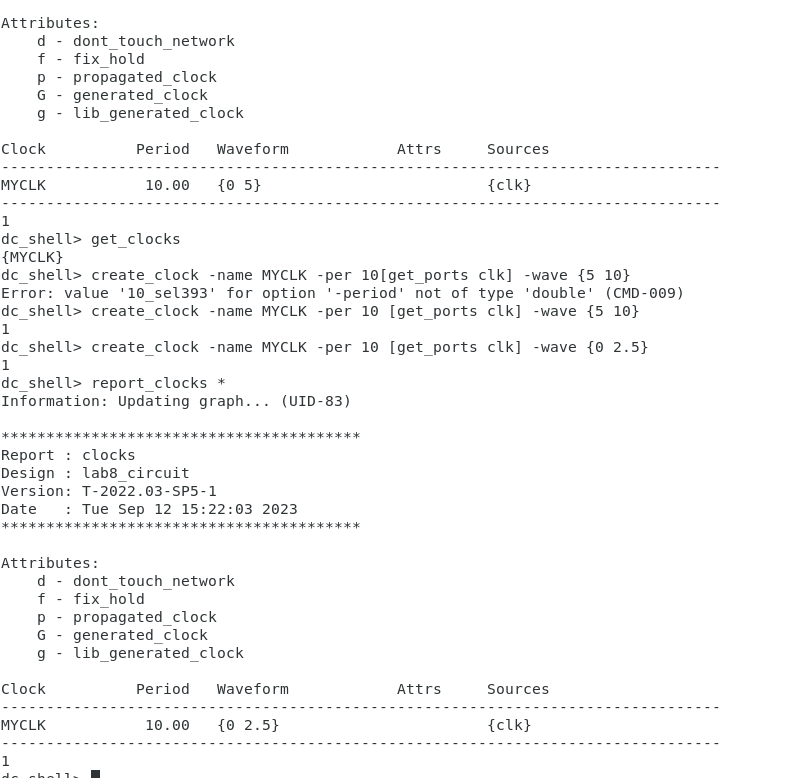 Attributes:
    d - dont_touch_network
    f - fix_hold
    p - propagated_clock
    G - generated_clock
    g - lib_generated_clock

Clock          Period   Waveform            Attrs     Sources
--------------------------------------------------------------------------------
MYCLK           10.00   {0 5}                         {clk}
--------------------------------------------------------------------------------
1
dc_shell> get_clocks
{MYCLK}
dc_shell> create_clock -name MYCLK -per 10[get_ports clk] -wave {5 10}
Error: value '10_sel393' for option '-period' not of type 'double' (CMD-009)
dc_shell> create_clock -name MYCLK -per 10 [get_ports clk] -wave {5 10}
1
dc_shell> create_clock -name MYCLK -per 10 [get_ports clk] -wave {0 2.5}
1
dc_shell> report_clocks *
Information: Updating graph... (UID-83)

****************************************
Report : clocks
Design : lab8_circuit
Version: T-2022.03-SP5-1
Date   : Tue Sep 12 15:22:03 2023
****************************************

Attributes:
    d - dont_touch_network
    f - fix_hold
    p - propagated_clock
    G - generated_clock
    g - lib_generated_clock

Clock          Period   Waveform            Attrs     Sources
--------------------------------------------------------------------------------
MYCLK           10.00   {0 2.5}                       {clk}
--------------------------------------------------------------------------------
1
dc_shell>